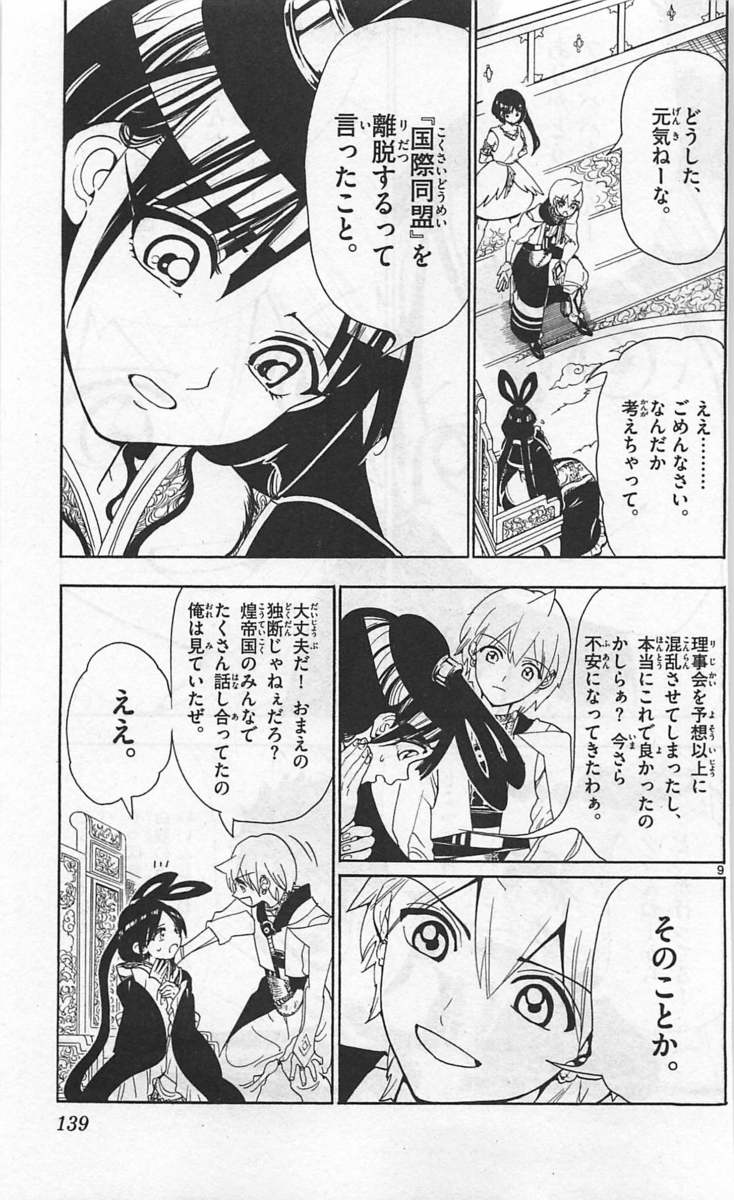 どうした、
元気ねーな。
ええ………
ごめんなさい。
なんだか
考えちゃって。
『国際同盟』を
離脱するって
言ったこと。
理事会を予想以上に
混乱させてしまったし、
本当にこれで良かったの
かしらぁ？ 今さら
不安になってきたわぁ。
9
そのことか。
大丈夫だ！ おまえの
独断じゃねぇだろ？
煌帝国のみんなで
たくさん話し合ってたの
俺は見ていたぜ。
ええ。
139